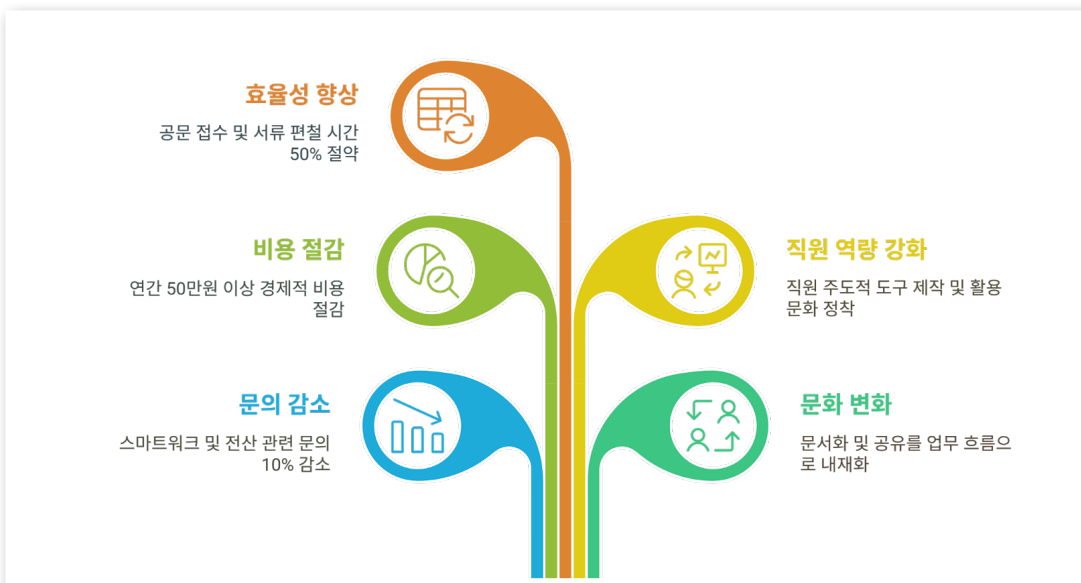 효율성 향상
공문 접수 및 서류 편철 시간
50% 절약
비용 절감
연간 50만원 이상 경제적 비용
절감
직원 역량 강화
직원 주도적 도구 제작 및 활용
문화 정착
문의 감소
스마트워크 및 전산 관련 문의
10% 감소
문화 변화
문서화 및 공유를 업무 흐름으
로 내재화